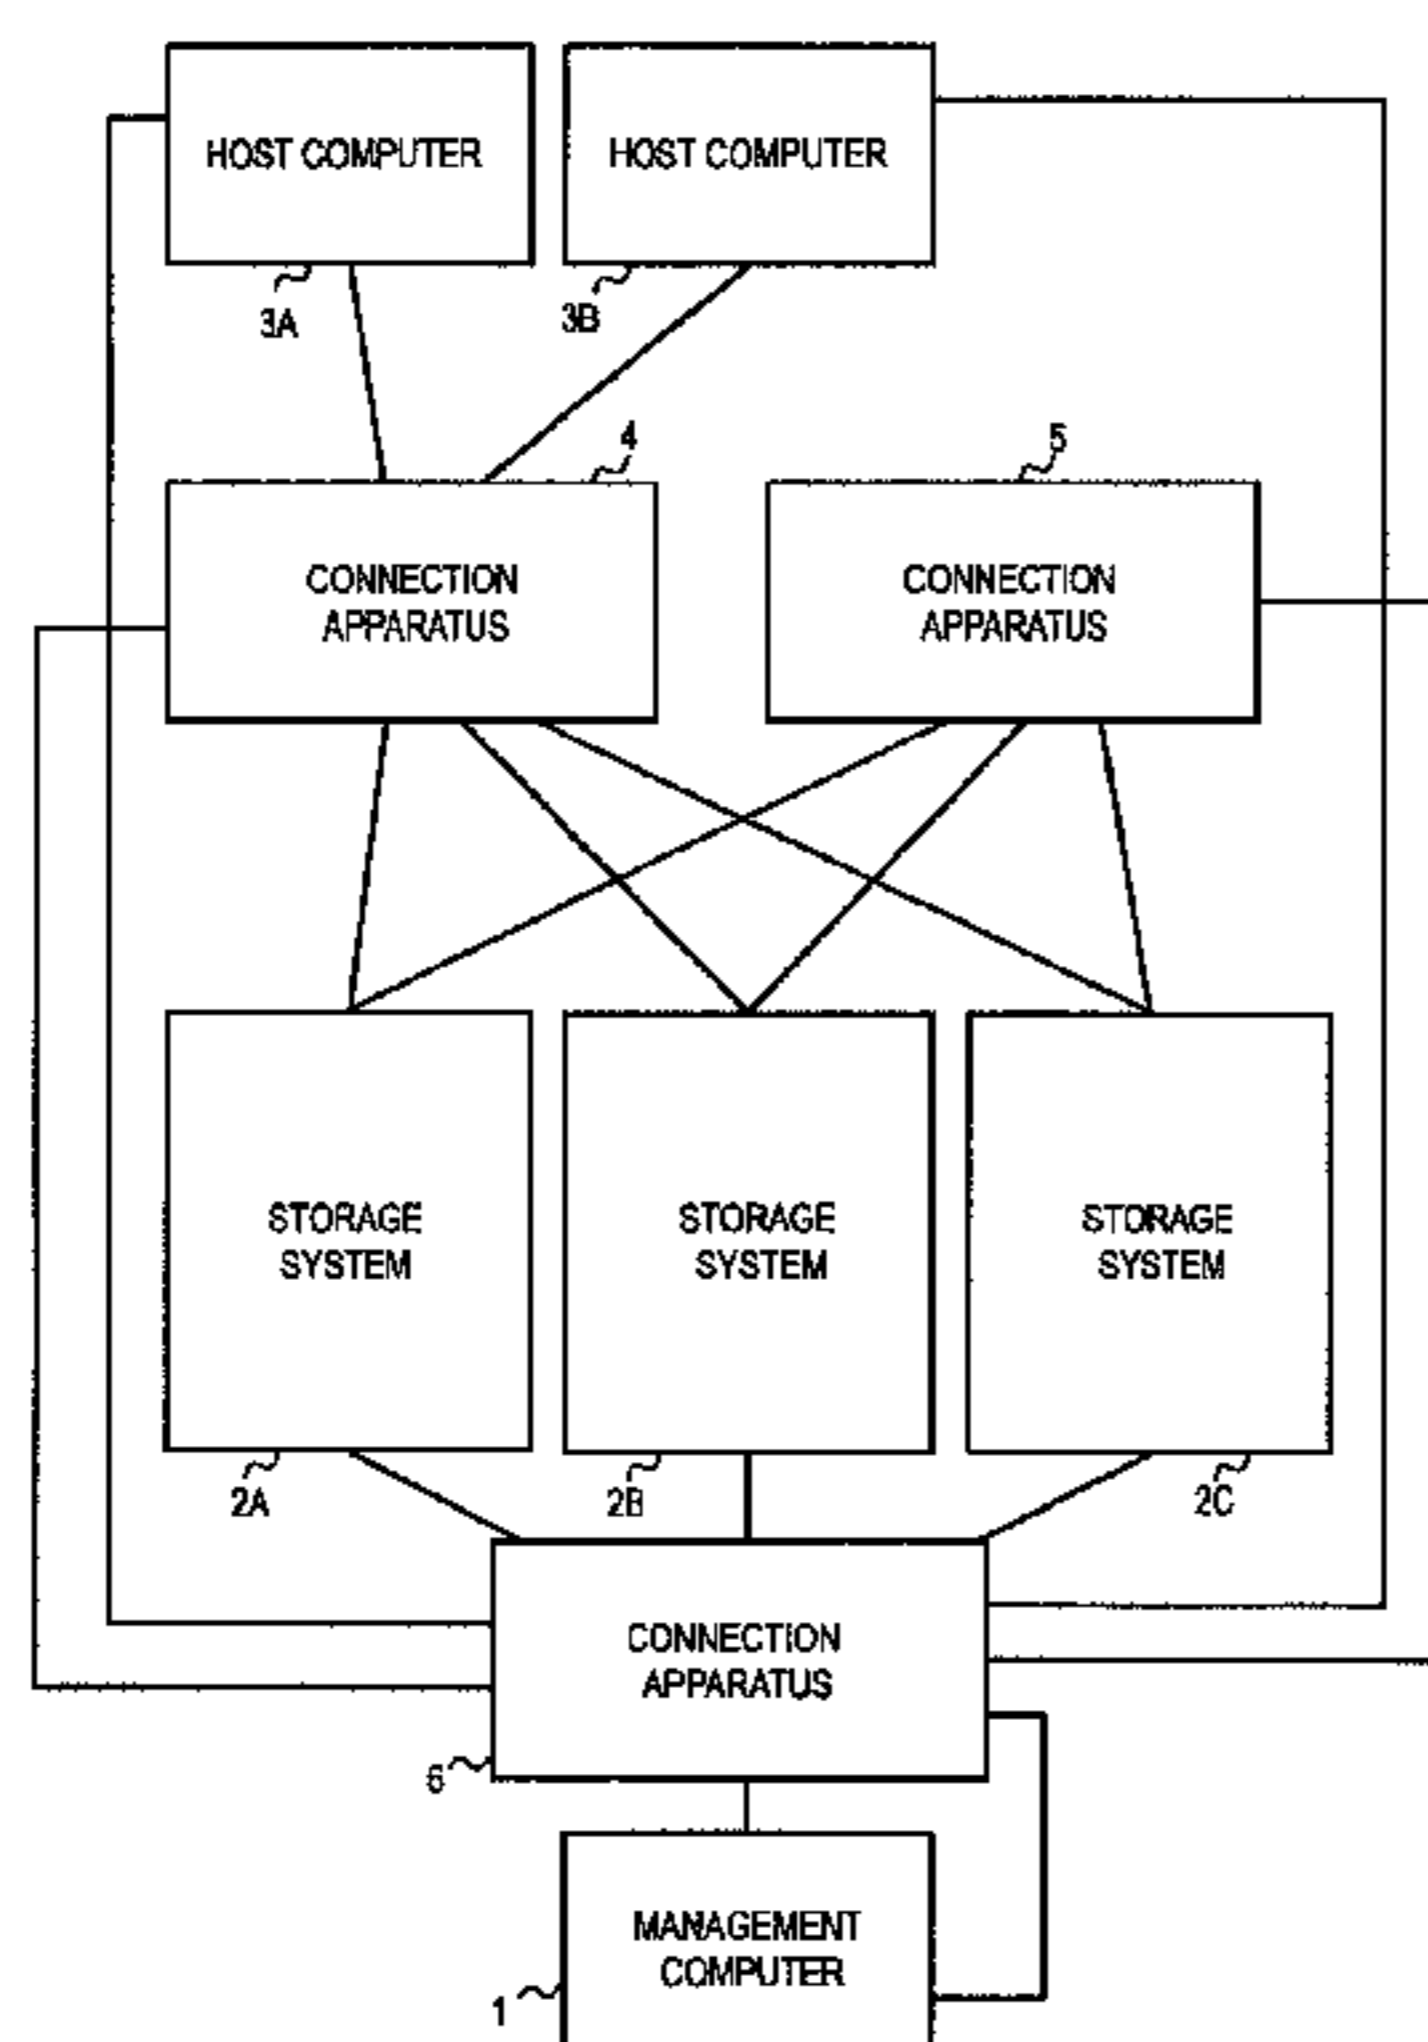 HOST COMPUTER
HOST COMPUTER
3A
3B
4
5
CONNECTION
APPARATUS
CONNECTION
APPARATUS
STORAGE
SYSTEM
STORAGE
SYSTEM
STORAGE
SYSTEM
2A
2B
2C
CONNECTION
APPARATUS
6
MANAGEMENT
COMPUTER
1